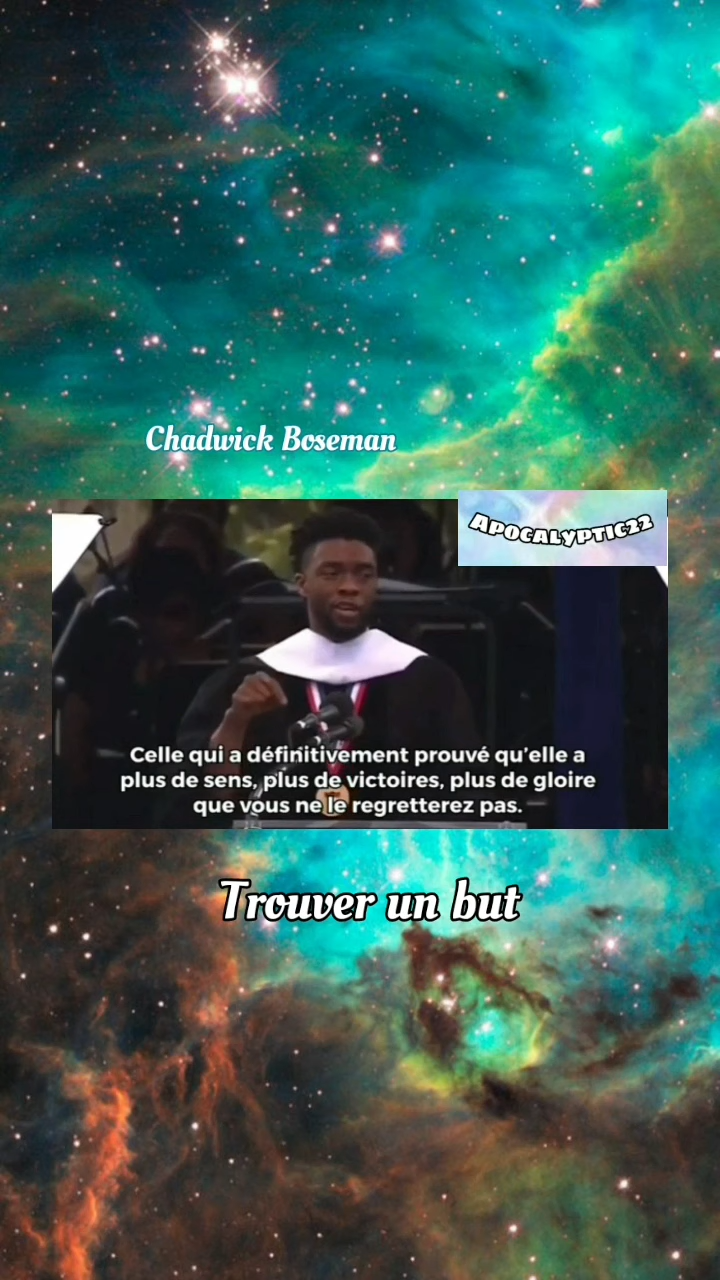 Chadwick Boseman
APOCALYPTIC22
Celle qui a définitivement prouvé qu'elle a
plus de sens, plus de victoires, plus de gloire
que vous ne le regretterez pas.
Trouver un but